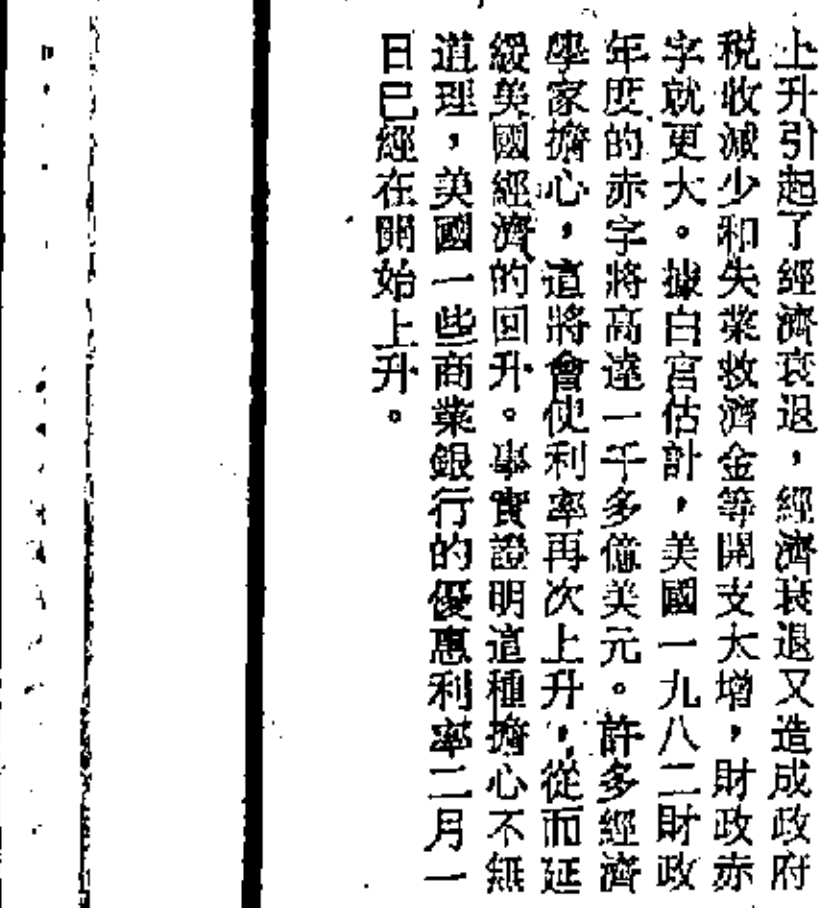 上升引起了經濟衰退，經濟衰退又造成政府
稅收減少和失業救濟金等開支大增，財政赤
字就更大。據白宮估計，美國一九八二財政
年度的赤字將高達一千多億美元。許多經濟
學家擔心，這將會使利率再次上升，從而延
緩美國經濟的回升。事實證明這種擔心不無
道理，美國一些商業銀行的優惠利率二月一
日已經在開始上升。